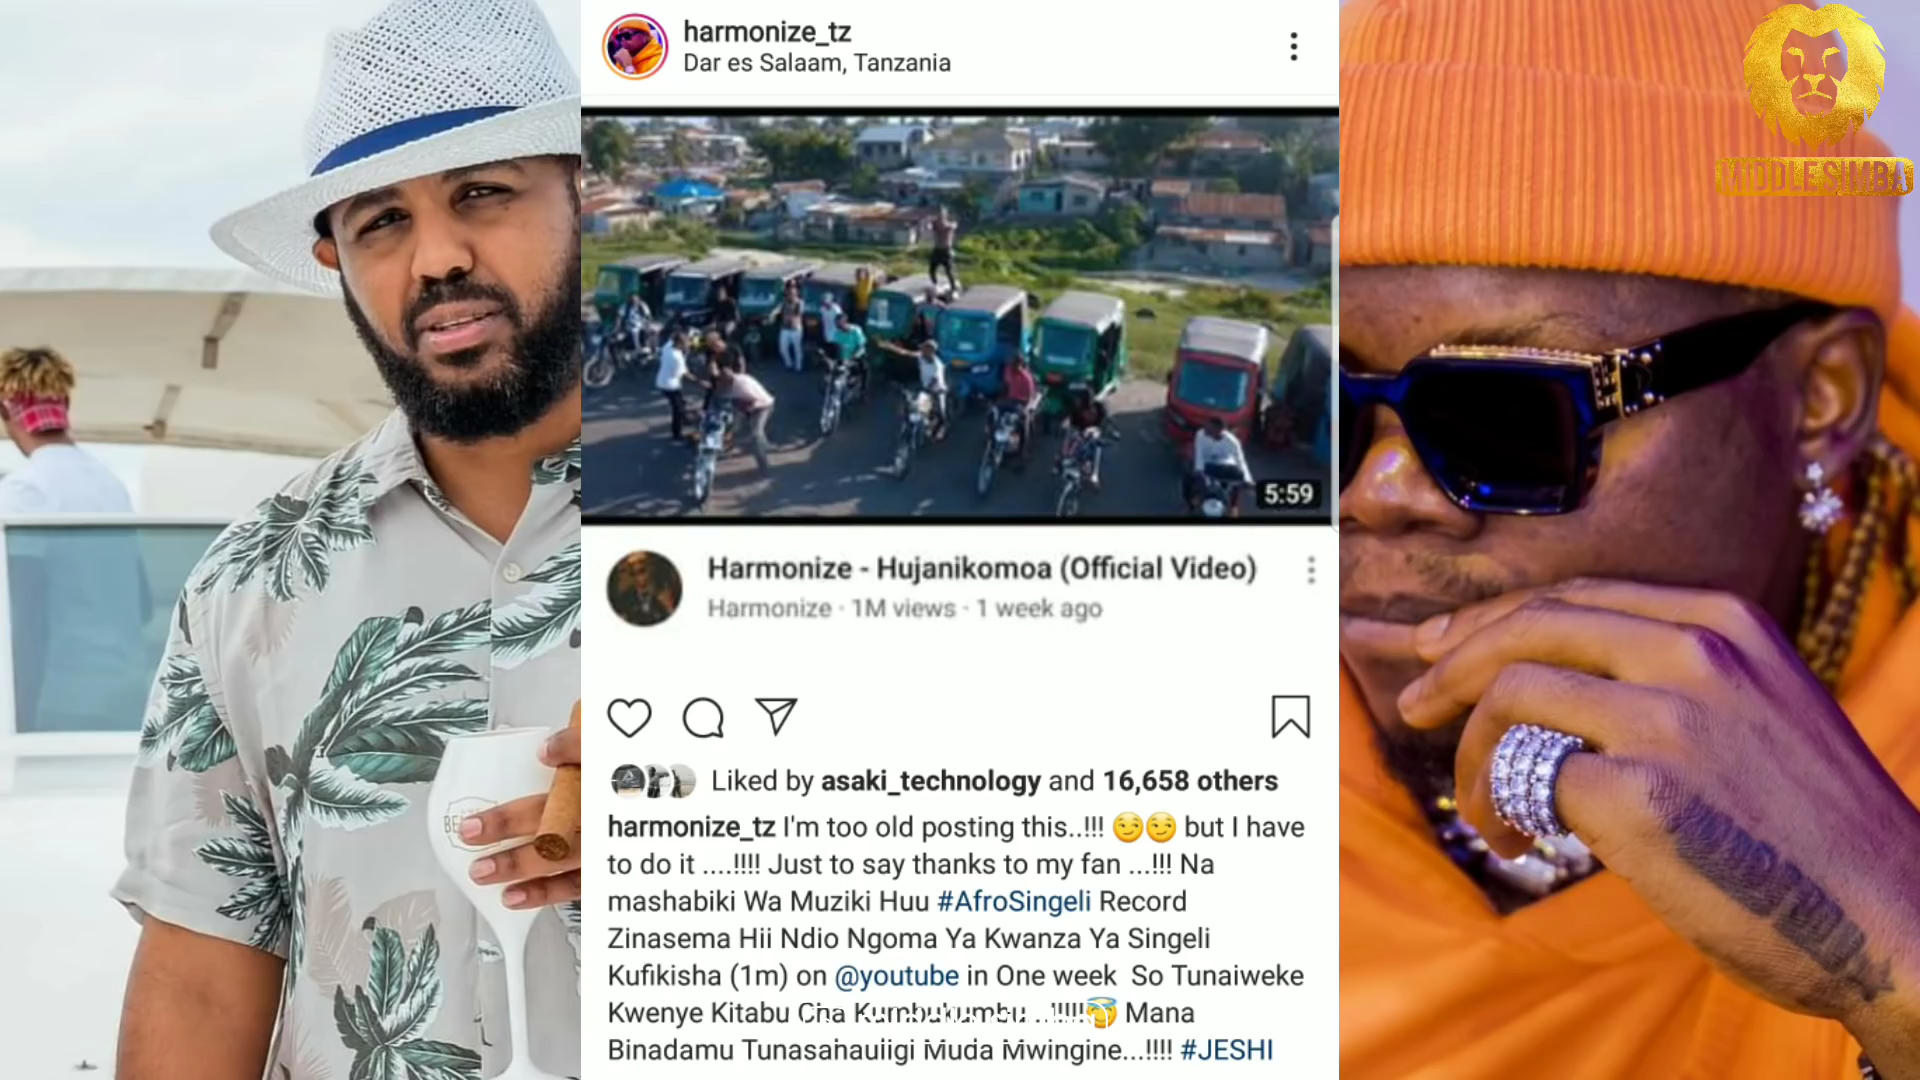 harmonize_tz
Dar es Salaam, Tanzania
MIDDLE SIMBA
5:59
Harmonize - Hujanikomoa (Official Video)
Harmonize · 1M views · 1 week ago
Liked by asaki_technology and 16,658 others
harmonize_tz I'm too old posting this..!!! 😏😏 but I have
to do it ....!!!! Just to say thanks to my fan ...!!! Na
mashabiki Wa Muziki Huu #AfroSingeli Record
Zinasema Hii Ndio Ngoma Ya Kwanza Ya Singeli
Kufikisha (1m) on @youtube in One week So Tunaiweke
Kwenye Kitabu Cha Kumbukumbu...!!!!!😇 Mana
Binadamu Tunasahauligi Muda Mwingine...!!!! #JESHI